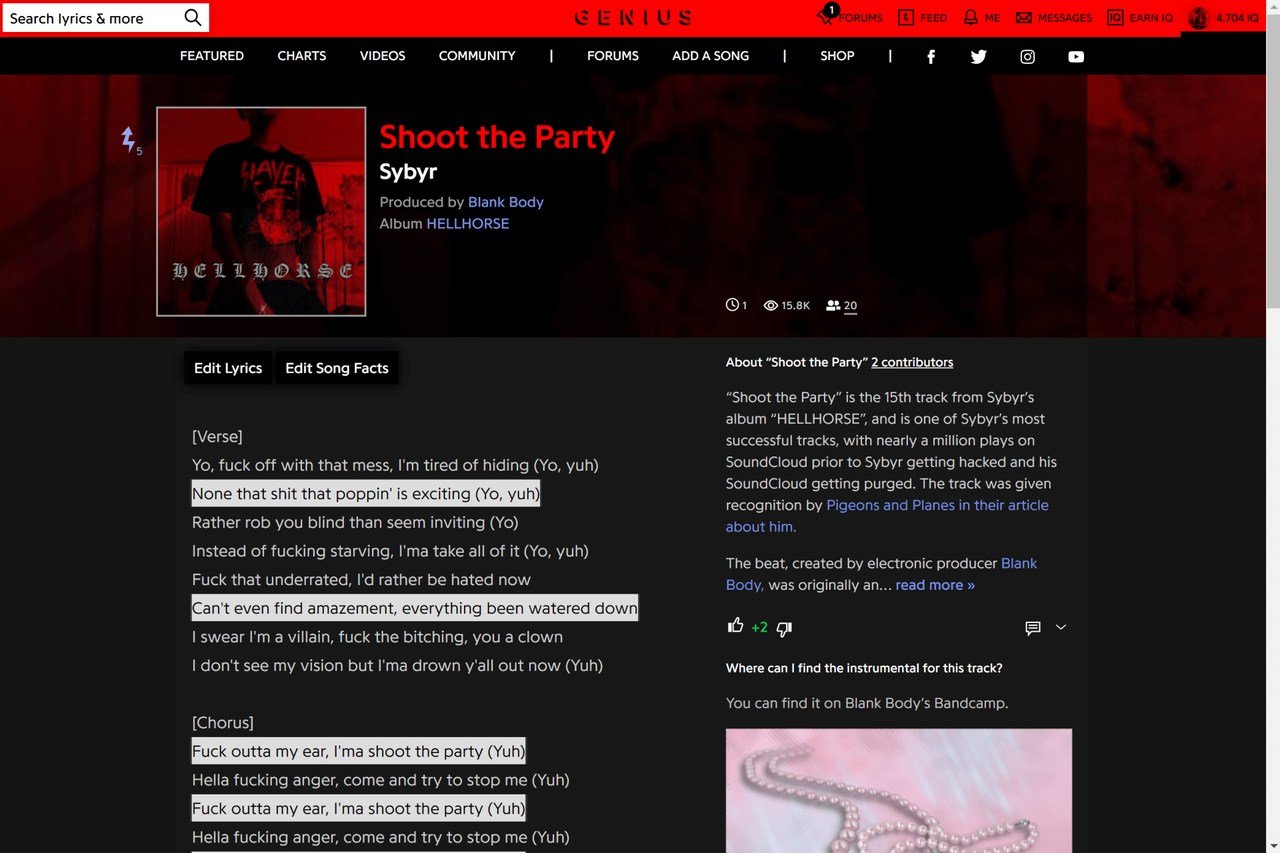 Search lyrics & more
GENIUS
1
FORUMS
FEED
ME
MESSAGES
IQ EARN IQ
4,704 IQ
FEATURED CHARTS VIDEOS COMMUNITY | FORUMS ADD A SONG | SHOP |
5
SLAYER
HELLHORSE
Shoot the Party
Sybyr
Produced by Blank Body
Album HELLHORSE
1 15.8K 20
Edit Lyrics Edit Song Facts
[Verse]
Yo, fuck off with that mess, I'm tired of hiding (Yo, yuh)
None that shit that poppin' is exciting (Yo, yuh)
Rather rob you blind than seem inviting (Yo)
Instead of fucking starving, I'ma take all of it (Yo, yuh)
Fuck that underrated, I'd rather be hated now
Can't even find amazement, everything been watered down
I swear I'm a villain, fuck the bitching, you a clown
I don't see my vision but I'ma drown y'all out now (Yuh)
[Chorus]
Fuck outta my ear, I'ma shoot the party (Yuh)
Hella fucking anger, come and try to stop me (Yuh)
Fuck outta my ear, I'ma shoot the party (Yuh)
Hella fucking anger, come and try to stop me (Yuh)
About “Shoot the Party” 2 contributors
“Shoot the Party” is the 15th track from Sybyr’s
album “HELLHORSE”, and is one of Sybyr’s most
successful tracks, with nearly a million plays on
SoundCloud prior to Sybyr getting hacked and his
SoundCloud getting purged. The track was given
recognition by Pigeons and Planes in their article
about him.
The beat, created by electronic producer Blank
Body, was originally an… read more »
+2
Where can I find the instrumental for this track?
You can find it on Blank Body’s Bandcamp.